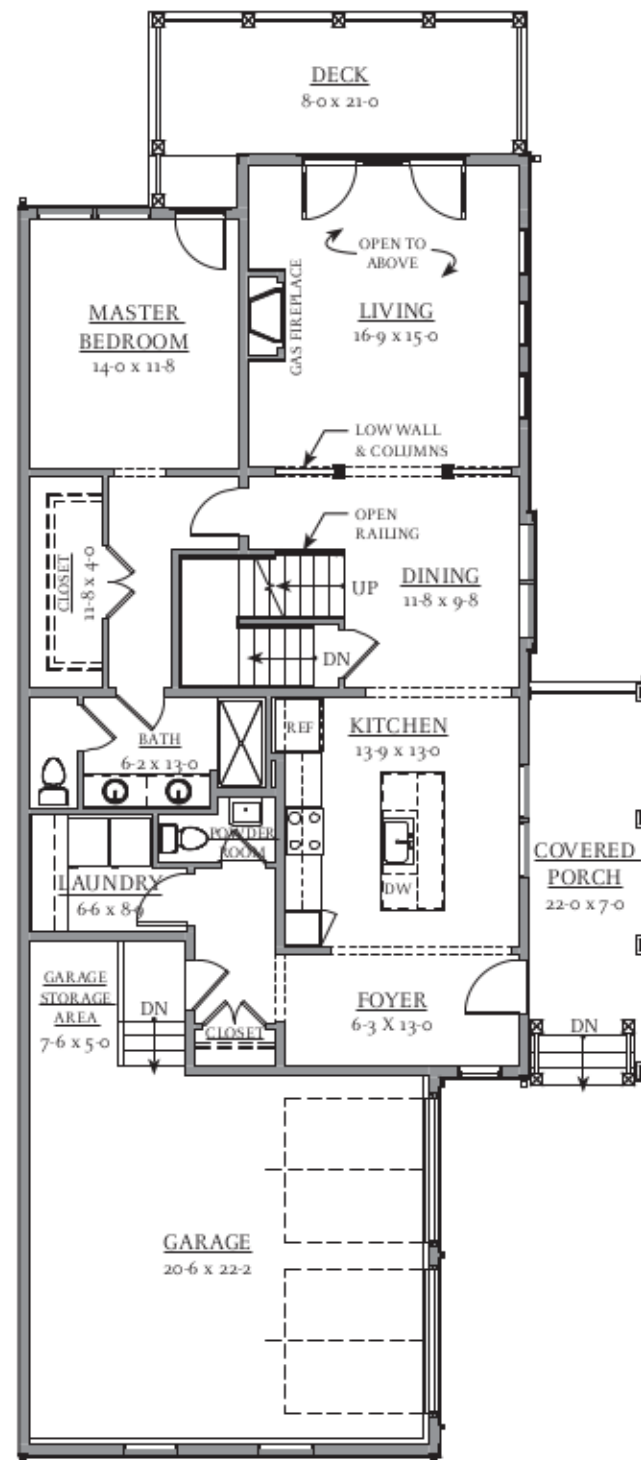 DECK
8-0 x 21-0
OPEN TO
ABOVE
GAS FIREPLACE
LIVING
16-9 x 15-0
MASTER
BEDROOM
14-0 x 11-8
LOW WALL
& COLUMNS
OPEN
RAILING
CLOSET
11-8 x 4-0
UP
DINING
11-8 x 9-8
DN
REF
KITCHEN
13-9 x 13-0
BATH
6-2 x 13-0
POWDER
ROOM
LAUNDRY
6-6 x 8-9
DW
COVERED
PORCH
22-0 x 7-0
GARAGE
STORAGE
AREA
7-6 x 5-0
DN
CLOSET
FOYER
6-3 X 13-0
DN
GARAGE
20-6 x 22-2